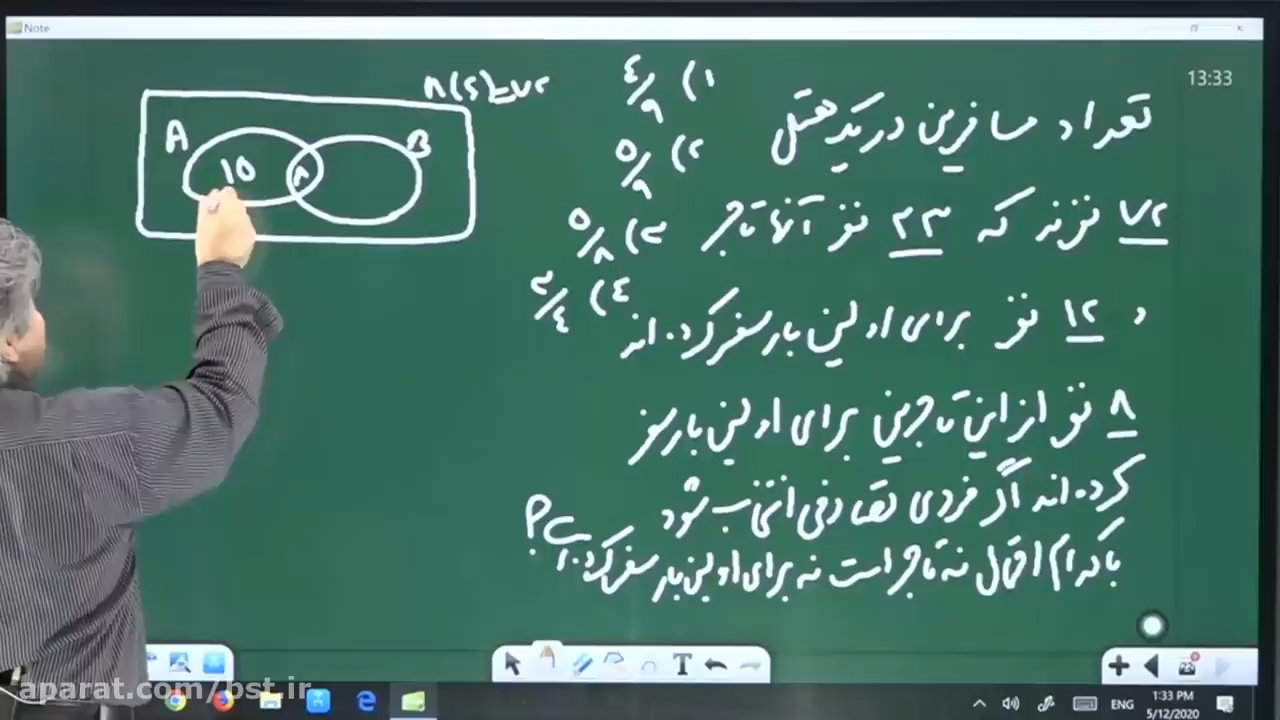 Note
13:33
تعداد مسافرین در یک هتل
۷۲ نفرند که ۲۳ نفر آنها تاجر
و ۱۲ نفر برای اولین بار سفر کرده اند
۸ نفر از این تاجرین برای اولین بار سفر
کرده اند اگر فردی تصادفی انتخاب شود
با کدام احتمال نه تاجر است نه برای اولین بار سفر کرده است؟
۱) ۴/۹
۲) ۵/۹
۳) ۵/۸
۴) ۳/۴
n(S)=۷۲
A
B
۱۵
۸
aparat.com/bst.ir
ENG
1:33 PM
5/12/2020